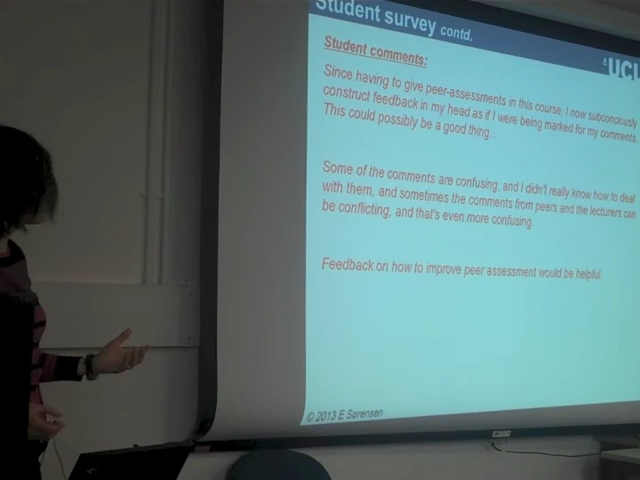 Student survey contd.
UCL
Student comments:
Since having to give peer-assessments in this course, I now subconciously
construct feedback in my head as if I were being marked for my comments.
This could possibly be a good thing...
Some of the comments are confusing, and I didn't really know how to deal
with them, and sometimes the comments from peers and the lecturers can
be conflicting, and that's even more confusing.
Feedback on how to improve peer assessment would be helpful.
© 2013 E Sørensen